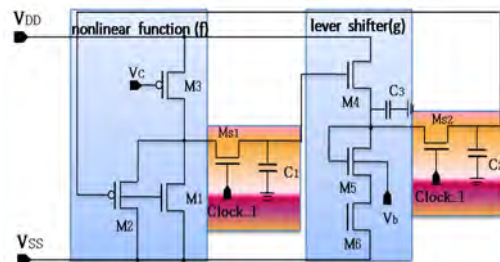 VDD
nonlinear function (f)
lever shifter(g)
VC
M3
M4
C3
Ms1
Ms2
C1
M1
M2
Clock_1
M5
Vb
M6
Clock_1
VSS